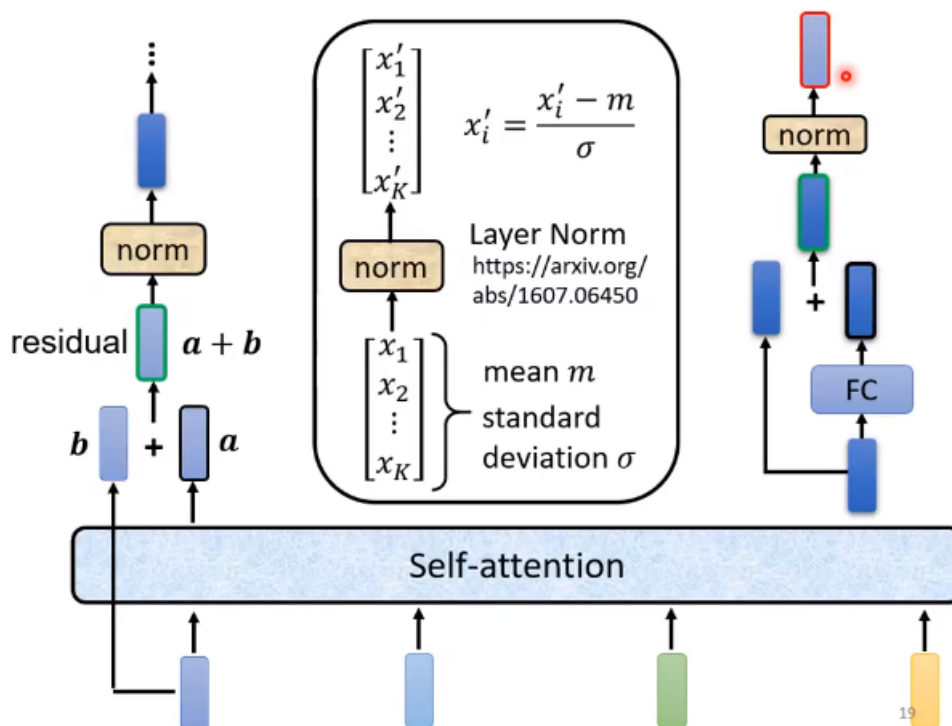 ⋮
norm
residual
a + b
b
+
a
x′₁
x′₂
⋮
x′_K
x′ᵢ = (x′ᵢ − m) / σ
norm
Layer Norm
https://arxiv.org/
abs/1607.06450
x₁
x₂
⋮
x_K
mean m
standard
deviation σ
norm
+
FC
Self-attention
19